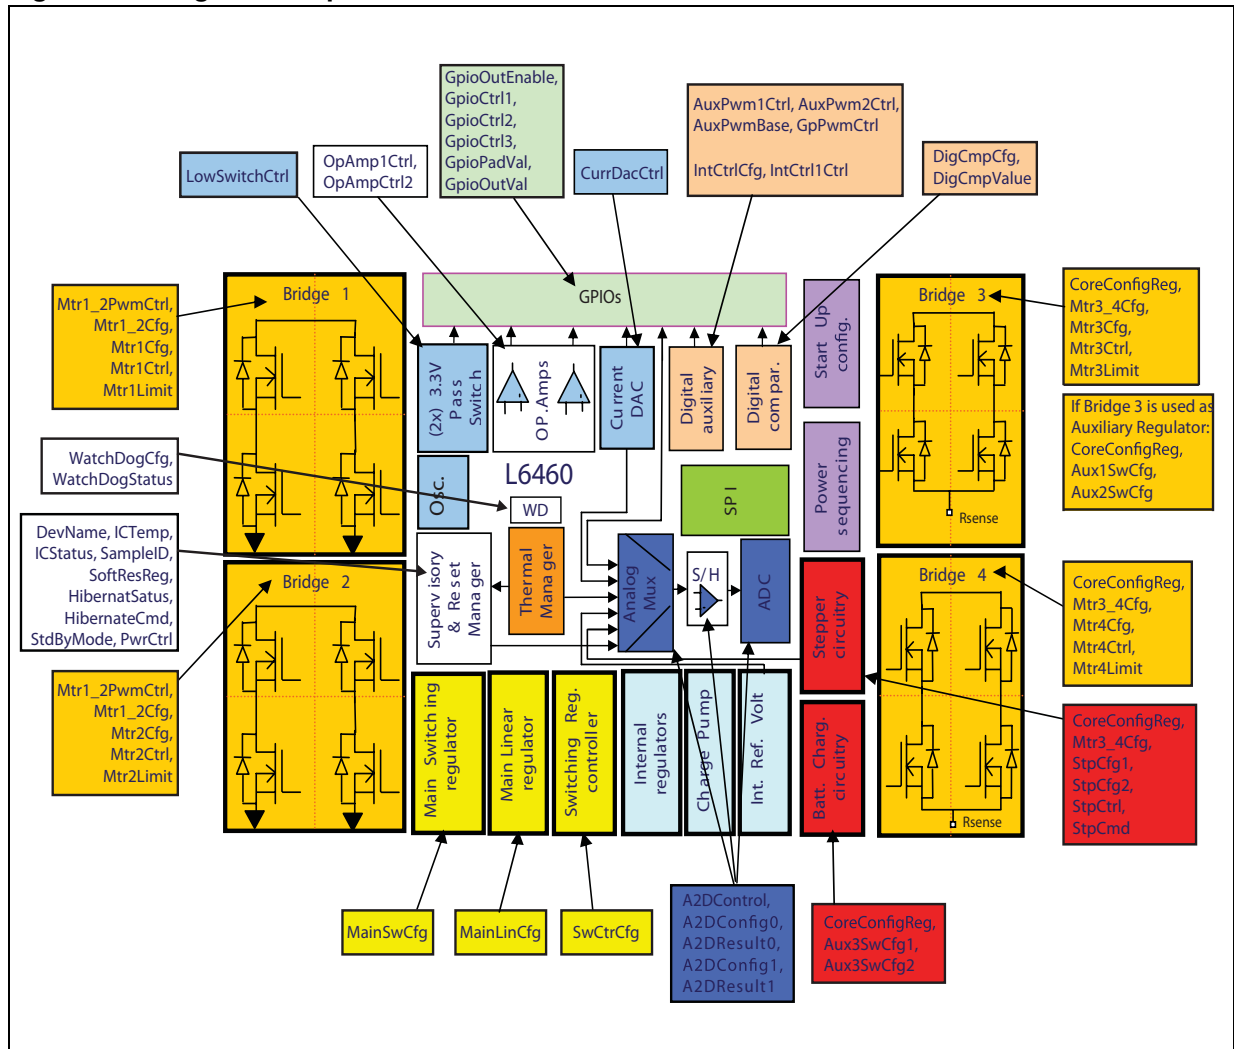 GpioOutEnable,
GpioCtrl1,
GpioCtrl2,
GpioCtrl3,
GpioPadVal,
GpioOutVal
AuxPwm1Ctrl, AuxPwm2Ctrl,
AuxPwmBase, GpPwmCtrl
IntCtrlCfg, IntCtrl1Ctrl
DigCmpCfg,
DigCmpValue
LowSwitchCtrl
OpAmp1Ctrl,
OpAmpCtrl2
CurrDacCtrl
Mtr1_2PwmCtrl,
Mtr1_2Cfg,
Mtr1Cfg,
Mtr1Ctrl,
Mtr1Limit
Bridge 1
GPIOs
Start Up
config.
Bridge 3
Rsense
CoreConfigReg,
Mtr3_4Cfg,
Mtr3Cfg,
Mtr3Ctrl,
Mtr3Limit
If Bridge 3 is used as
Auxiliary Regulator:
CoreConfigReg,
Aux1SwCfg,
Aux2SwCfg
(2x) 3.3V
Pass
Switch
OP.Amps
Current
DAC
Digital
auxiliary
Digital
compar.
WatchDogCfg,
WatchDogStatus
Osc.
L6460
WD
SPI
Power
sequencing
DevName, ICTemp,
ICStatus, SampleID,
SoftResReg,
HibernatSatus,
HibernateCmd,
StdByMode, PwrCtrl
Bridge 2
Supervisory
& Reset
Manager
Thermal
Manager
Analog
Mux
S/H
ADC
Stepper
circuitry
Bridge 4
Rsense
CoreConfigReg,
Mtr3_4Cfg,
Mtr4Cfg,
Mtr4Ctrl,
Mtr4Limit
Mtr1_2PwmCtrl,
Mtr1_2Cfg,
Mtr2Cfg,
Mtr2Ctrl,
Mtr2Limit
Main Switching
regulator
Main Linear
regulator
Switching Reg.
controller
Internal
regulators
Charge Pump
Int. Ref. Volt
Batt. Charg.
circuitry
CoreConfigReg,
Mtr3_4Cfg,
StpCfg1,
StpCfg2,
StpCtrl,
StpCmd
MainSwCfg
MainLinCfg
SwCtrCfg
A2DControl,
A2DConfig0,
A2DResult0,
A2DConfig1,
A2DResult1
CoreConfigReg,
Aux3SwCfg1,
Aux3SwCfg2